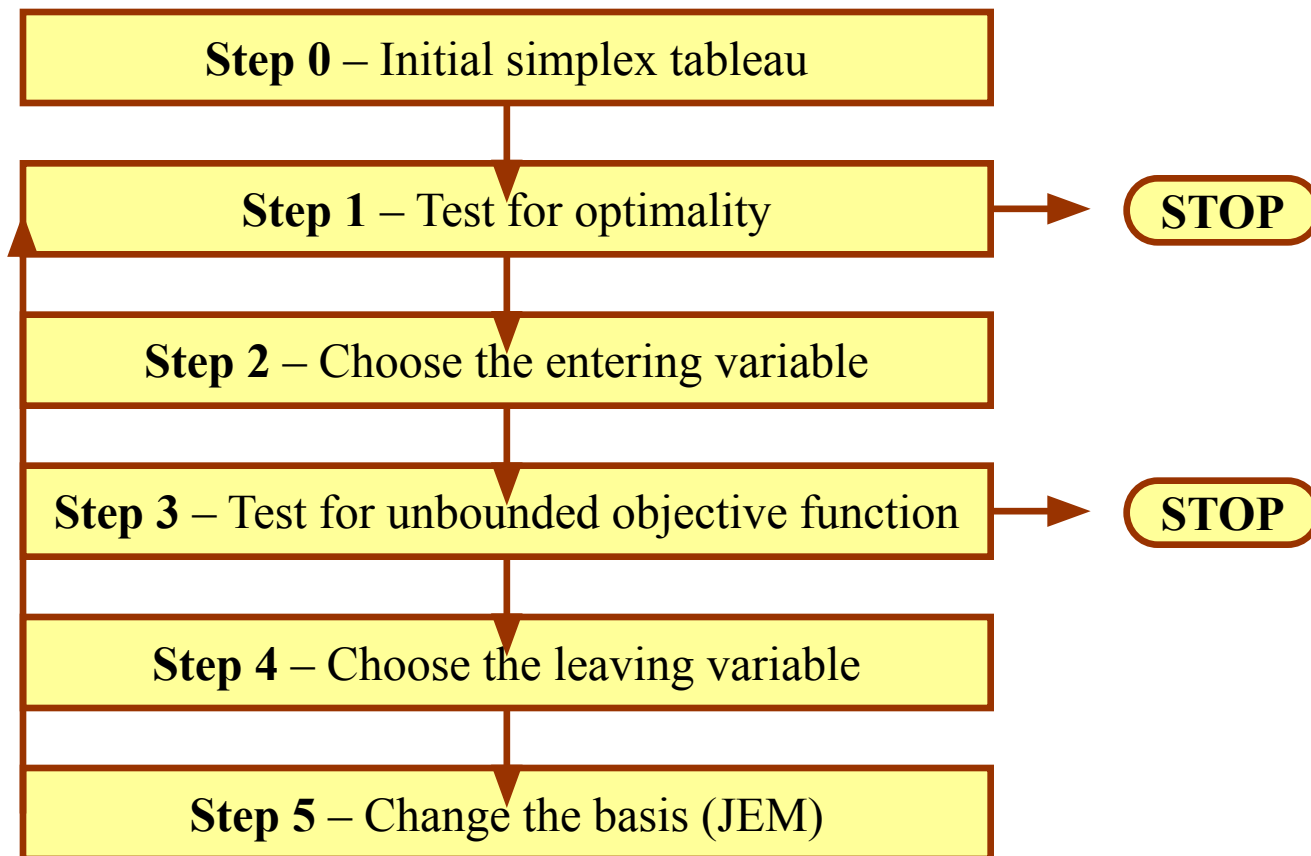 Step 0 – Initial simplex tableau
Step 1 – Test for optimality
STOP
Step 2 – Choose the entering variable
Step 3 – Test for unbounded objective function
STOP
Step 4 – Choose the leaving variable
Step 5 – Change the basis (JEM)